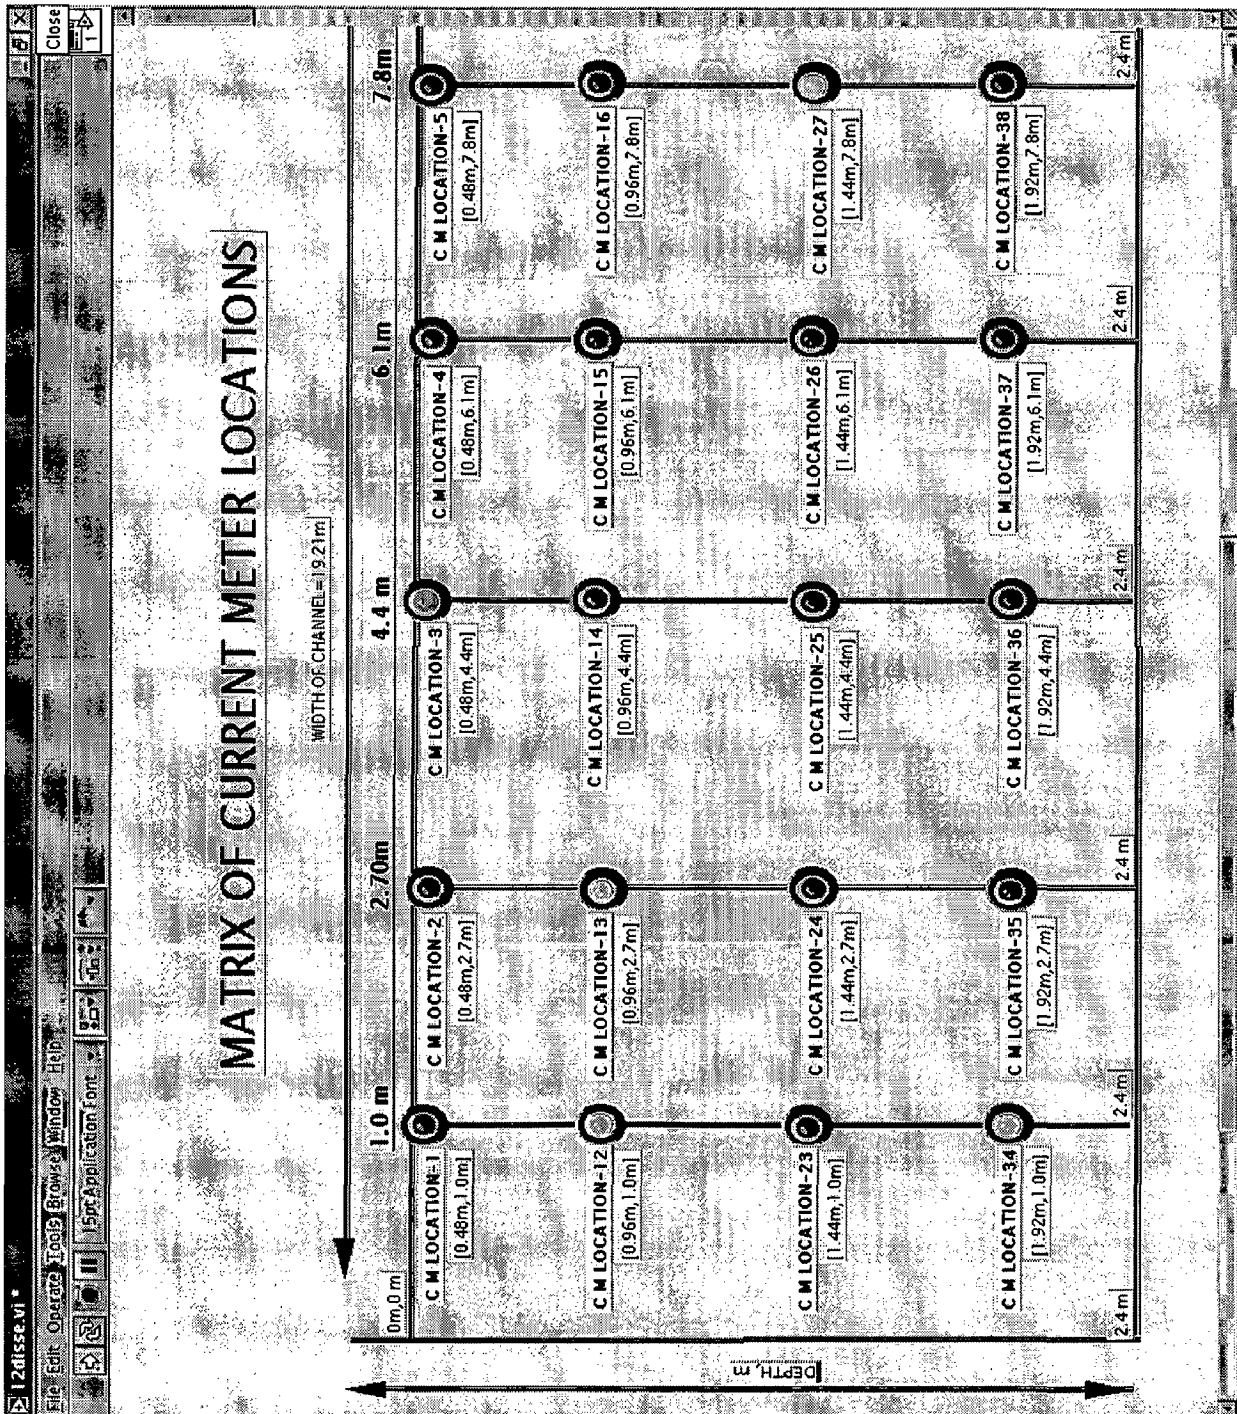 12disse.vi *
File Edit Operate Tools Browse Window Help
15pt Application Font
Close
1
MATRIX OF CURRENT METER LOCATIONS
WIDTH OF CHANNEL=19.21m
0m,0 m
1.0 m
2.70m
4.4 m
6.1m
7.8m
C M LOCATION-1
[0.48m,1.0m]
C M LOCATION-2
[0.48m,2.7m]
C M LOCATION-3
[0.48m,4.4m]
C M LOCATION-4
[0.48m,6.1m]
C M LOCATION-5
[0.48m,7.8m]
C M LOCATION-12
[0.96m,1.0m]
C M LOCATION-13
[0.96m,2.7m]
C M LOCATION-14
[0.96m,4.4m]
C M LOCATION-15
[0.96m,6.1m]
C M LOCATION-16
[0.96m,7.8m]
DEPTH, m
C M LOCATION-23
[1.44m,1.0m]
C M LOCATION-24
[1.44m,2.7m]
C M LOCATION-25
[1.44m,4.4m]
C M LOCATION-26
[1.44m,6.1m]
C M LOCATION-27
[1.44m,7.8m]
C M LOCATION-34
[1.92m,1.0m]
C M LOCATION-35
[1.92m,2.7m]
C M LOCATION-36
[1.92m,4.4m]
C M LOCATION-37
[1.92m,6.1m]
C M LOCATION-38
[1.92m,7.8m]
2.4 m
2.4 m
2.4 m
2.4m
2.4 m
2.4 m